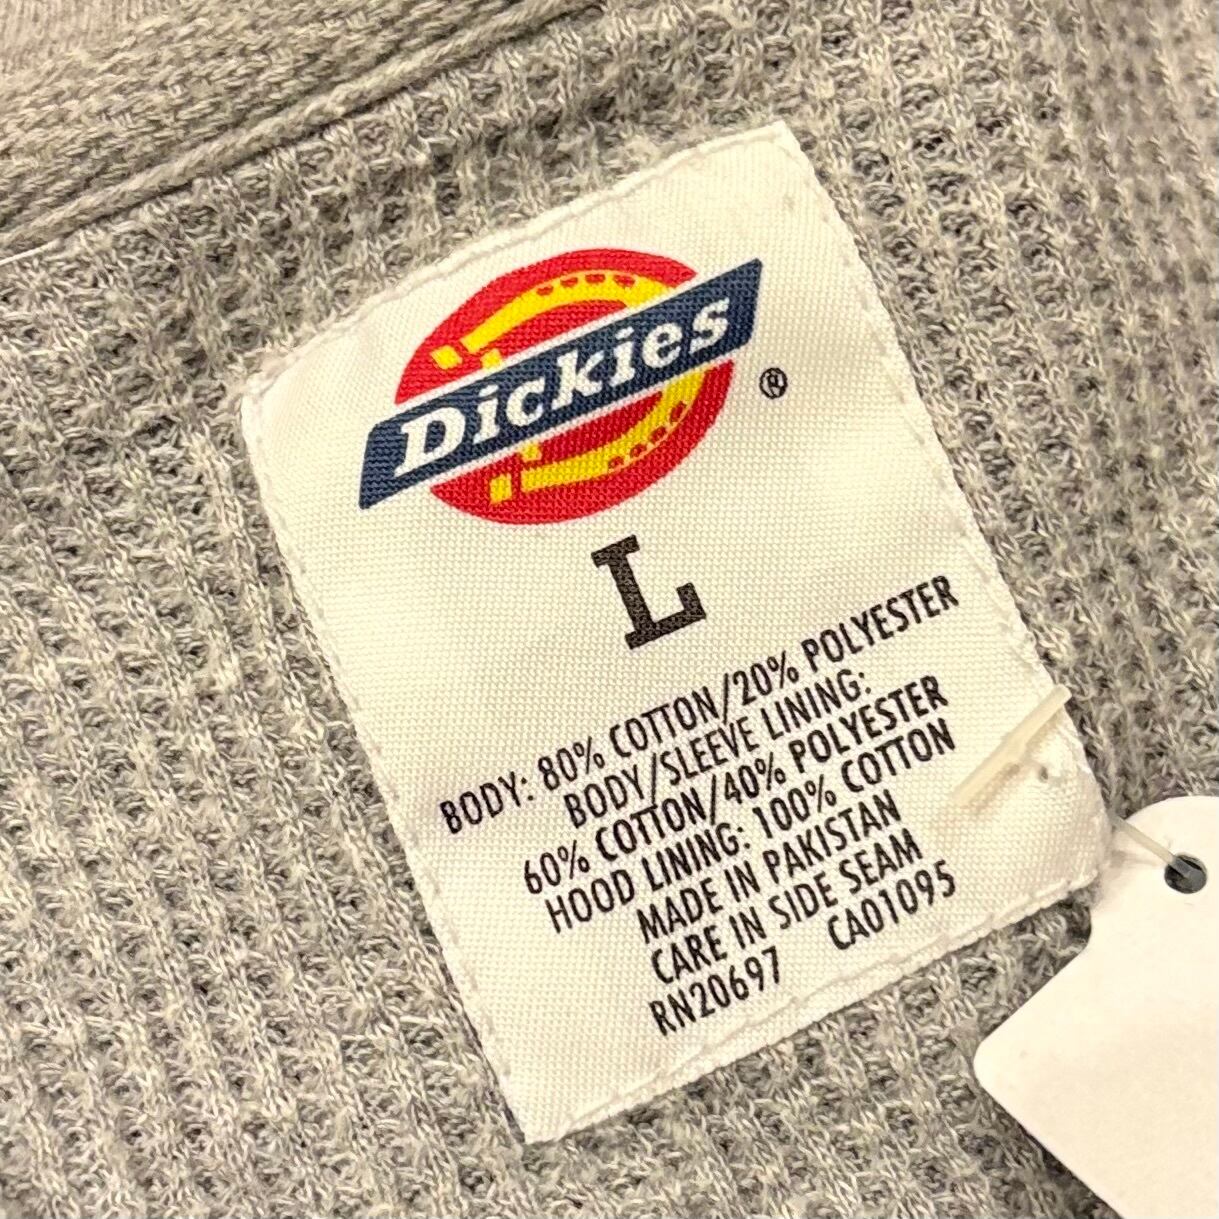 Dickies
®
L
BODY: 80% COTTON/20% POLYESTER
BODY/SLEEVE LINING:
60% COTTON/40% POLYESTER
HOOD LINING: 100% COTTON
MADE IN PAKISTAN
CARE IN SIDE SEAM
RN20697 CA01095